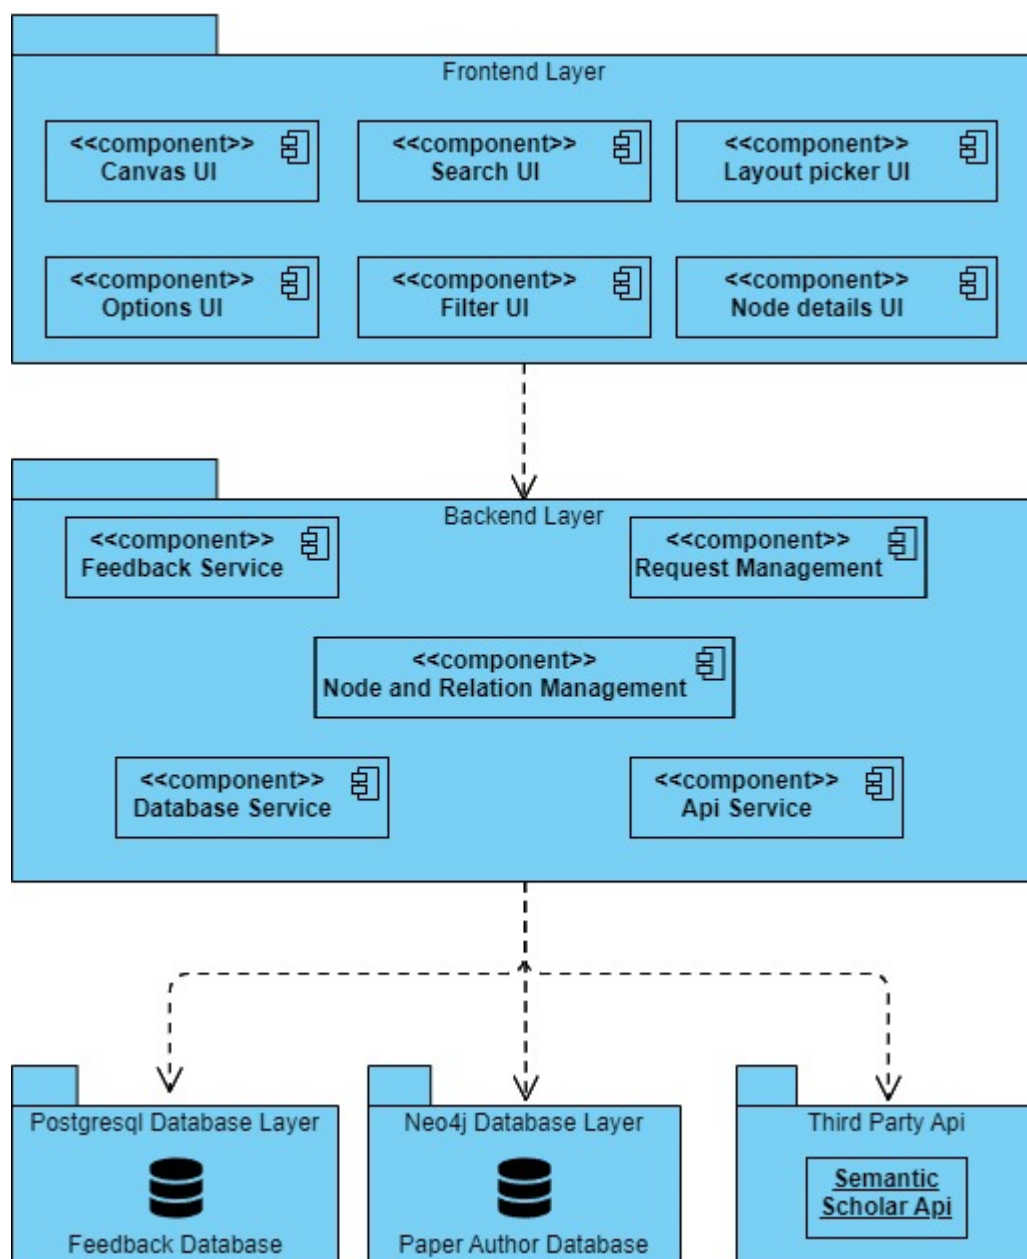 Frontend Layer
<<component>>
Canvas UI
<<component>>
Search UI
<<component>>
Layout picker UI
<<component>>
Options UI
<<component>>
Filter UI
<<component>>
Node details UI
Backend Layer
<<component>>
Feedback Service
<<component>>
Request Management
<<component>>
Node and Relation Management
<<component>>
Database Service
<<component>>
Api Service
Postgresql Database Layer
Feedback Database
Neo4j Database Layer
Paper Author Database
Third Party Api
Semantic
Scholar Api